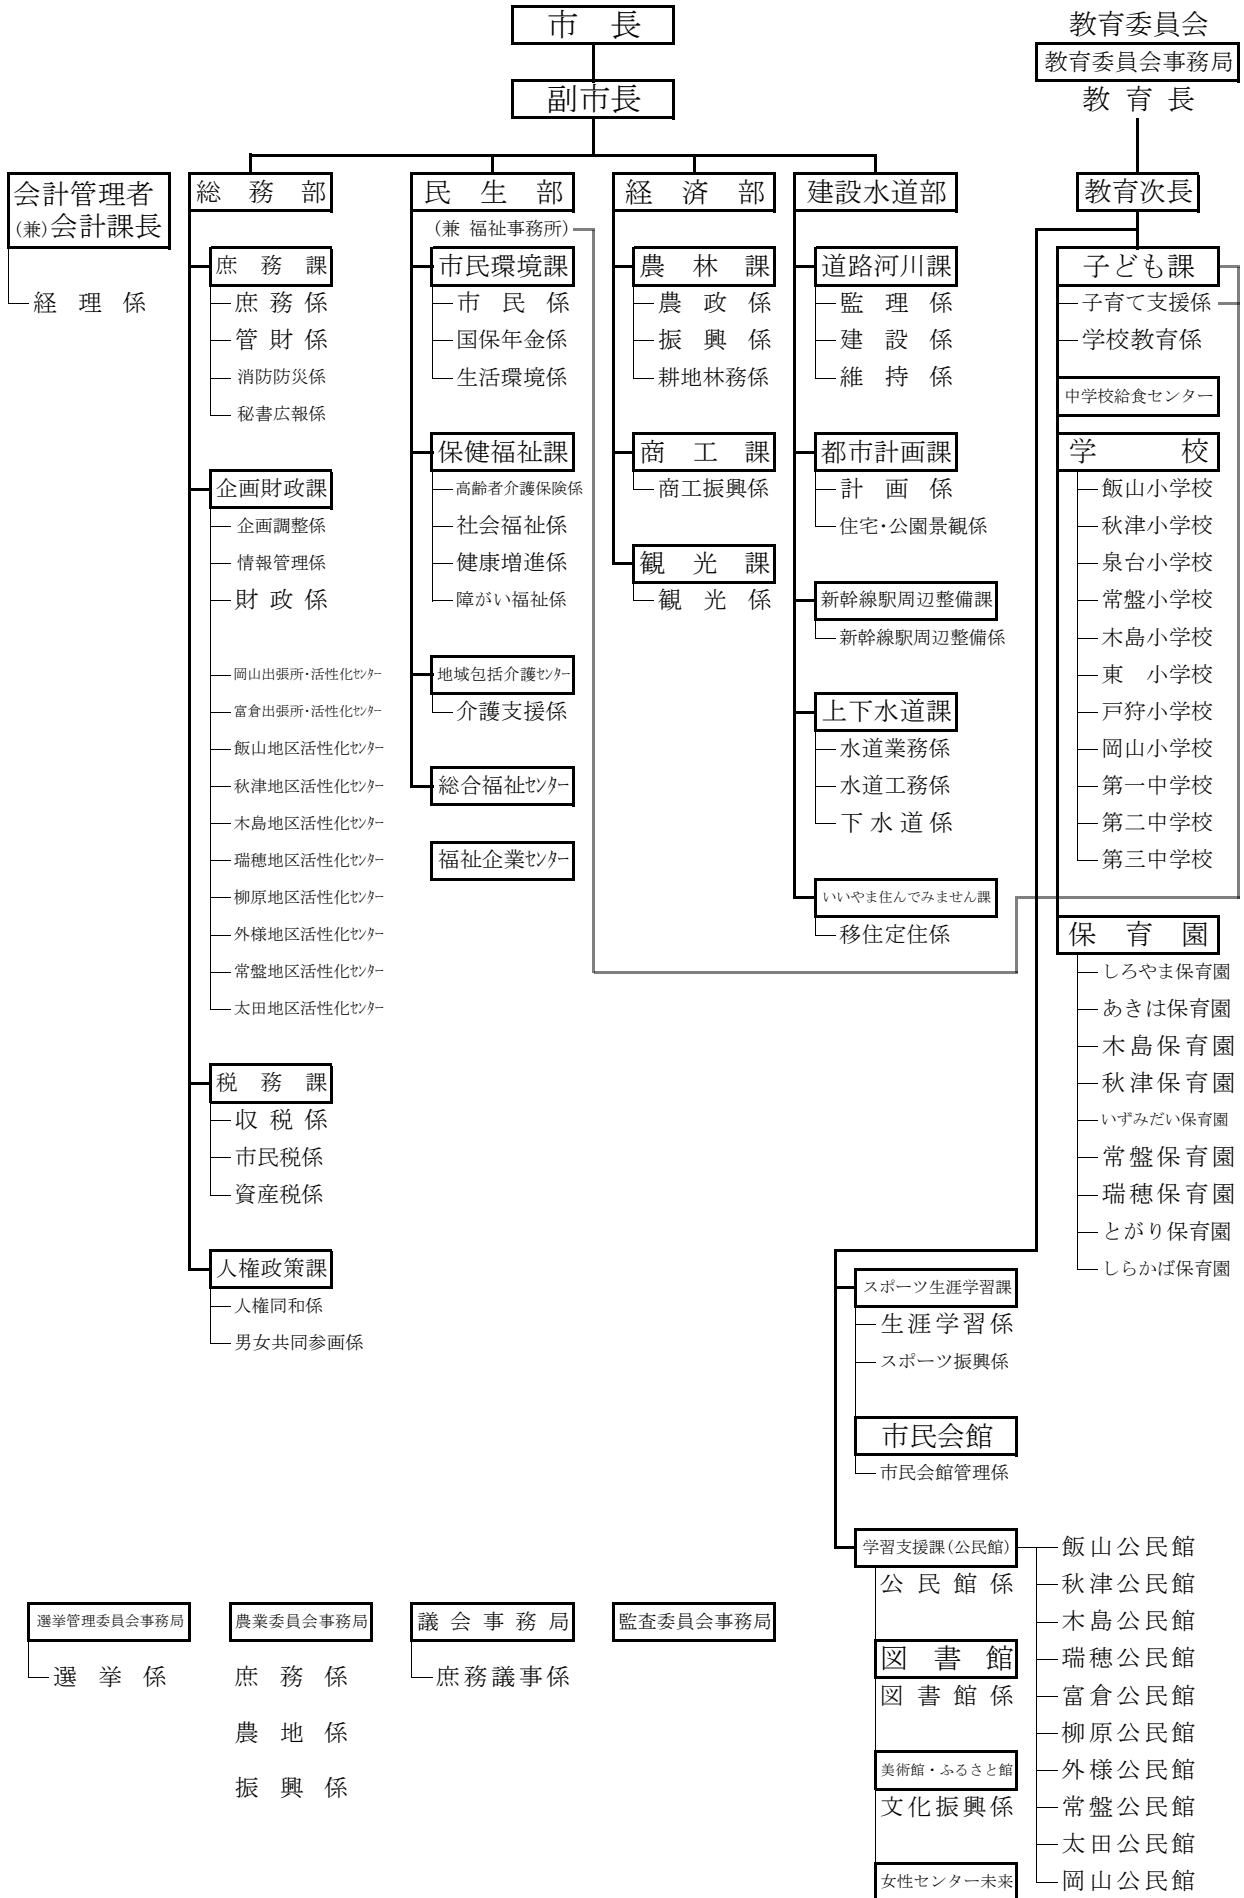 市長
副市長
教育委員会
教育委員会事務局
教育長
会計管理者
(兼)会計課長
経理係
総務部
庶務課
庶務係
管財係
消防防災係
秘書広報係
企画財政課
企画調整係
情報管理係
財政係
岡山出張所・活性化センター
富倉出張所・活性化センター
飯山地区活性化センター
秋津地区活性化センター
木島地区活性化センター
瑞穂地区活性化センター
柳原地区活性化センター
外様地区活性化センター
常盤地区活性化センター
太田地区活性化センター
税務課
収税係
市民税係
資産税係
人権政策課
人権同和係
男女共同参画係
民生部
(兼 福祉事務所)
市民環境課
市民係
国保年金係
生活環境係
保健福祉課
高齢者介護保険係
社会福祉係
健康増進係
障がい福祉係
地域包括介護センター
介護支援係
総合福祉センター
福祉企業センター
経済部
農林課
農政係
振興係
耕地林務係
商工課
商工振興係
観光課
観光係
建設水道部
道路河川課
監理係
建設係
維持係
都市計画課
計画係
住宅・公園景観係
新幹線駅周辺整備課
新幹線駅周辺整備係
上下水道課
水道業務係
水道工務係
下水道係
いいやま住んでみません課
移住定住係
教育次長
子ども課
子育て支援係
学校教育係
中学校給食センター
学校
飯山小学校
秋津小学校
泉台小学校
常盤小学校
木島小学校
東 小学校
戸狩小学校
岡山小学校
第一中学校
第二中学校
第三中学校
保育園
しろやま保育園
あきは保育園
木島保育園
秋津保育園
いずみだい保育園
常盤保育園
瑞穂保育園
とがり保育園
しらかば保育園
スポーツ生涯学習課
生涯学習係
スポーツ振興係
市民会館
市民会館管理係
学習支援課(公民館)
公民館係
図書館
図書館係
美術館・ふるさと館
文化振興係
女性センター未来
飯山公民館
秋津公民館
木島公民館
瑞穂公民館
富倉公民館
柳原公民館
外様公民館
常盤公民館
太田公民館
岡山公民館
選挙管理委員会事務局
選挙係
農業委員会事務局
庶務係
農地係
振興係
議会事務局
庶務議事係
監査委員会事務局